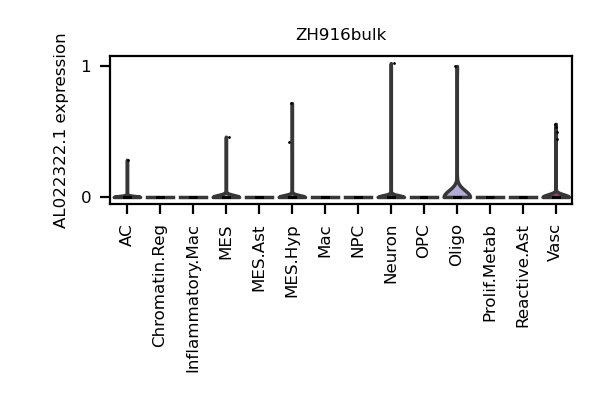 ZH916bulk
AL022322.1 expression
1
0
AC
Chromatin.Reg
Inflammatory.Mac
MES
MES.Ast
MES.Hyp
Mac
NPC
Neuron
OPC
Oligo
Prolif.Metab
Reactive.Ast
Vasc